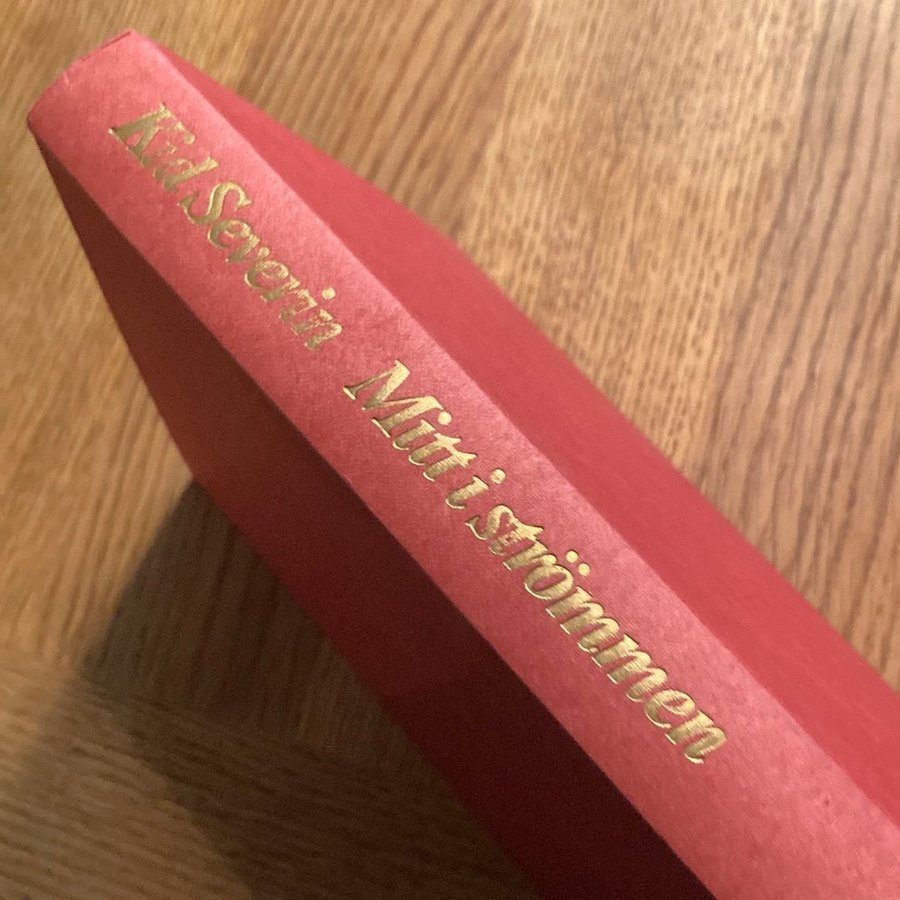 Kid Severin Mitt i strömmen